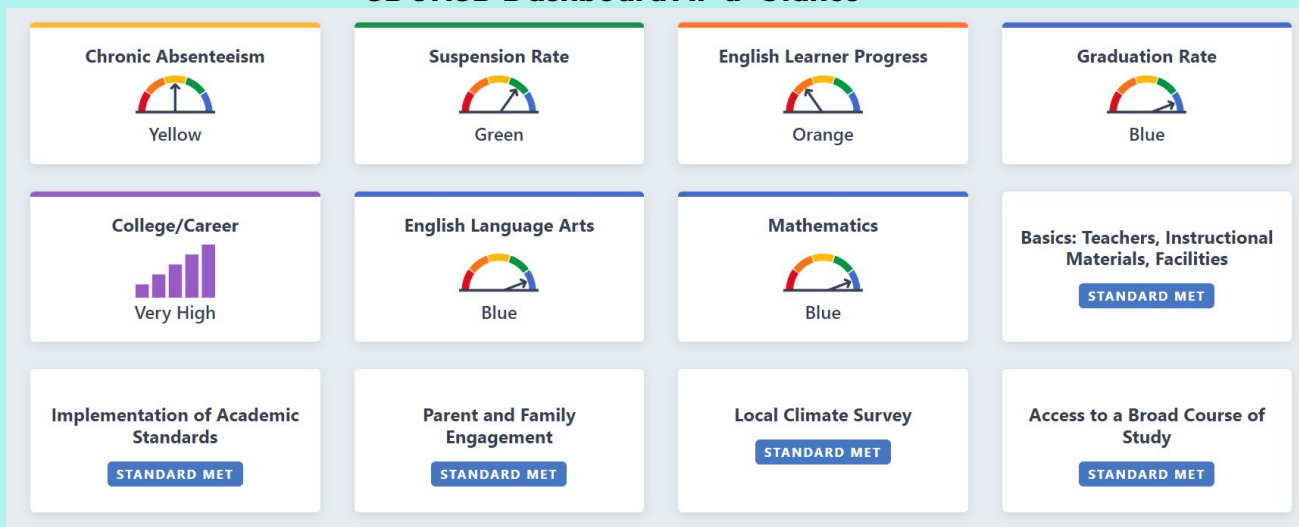 Chronic Absenteeism
Yellow
Suspension Rate
Green
English Learner Progress
Orange
Graduation Rate
Blue
College/Career
Very High
English Language Arts
Blue
Mathematics
Blue
Basics: Teachers, Instructional
Materials, Facilities
STANDARD MET
Implementation of Academic
Standards
STANDARD MET
Parent and Family
Engagement
STANDARD MET
Local Climate Survey
STANDARD MET
Access to a Broad Course of
Study
STANDARD MET